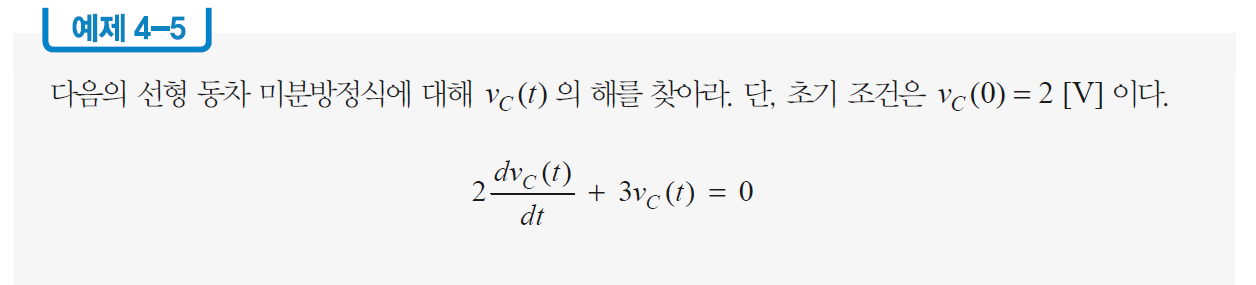 예제 4-5
다음의 선형 동차 미분방정식에 대해 v_C(t) 의 해를 찾아라. 단, 초기 조건은 v_C(0) = 2 [V] 이다.
2 dv_C(t)/dt + 3v_C(t) = 0